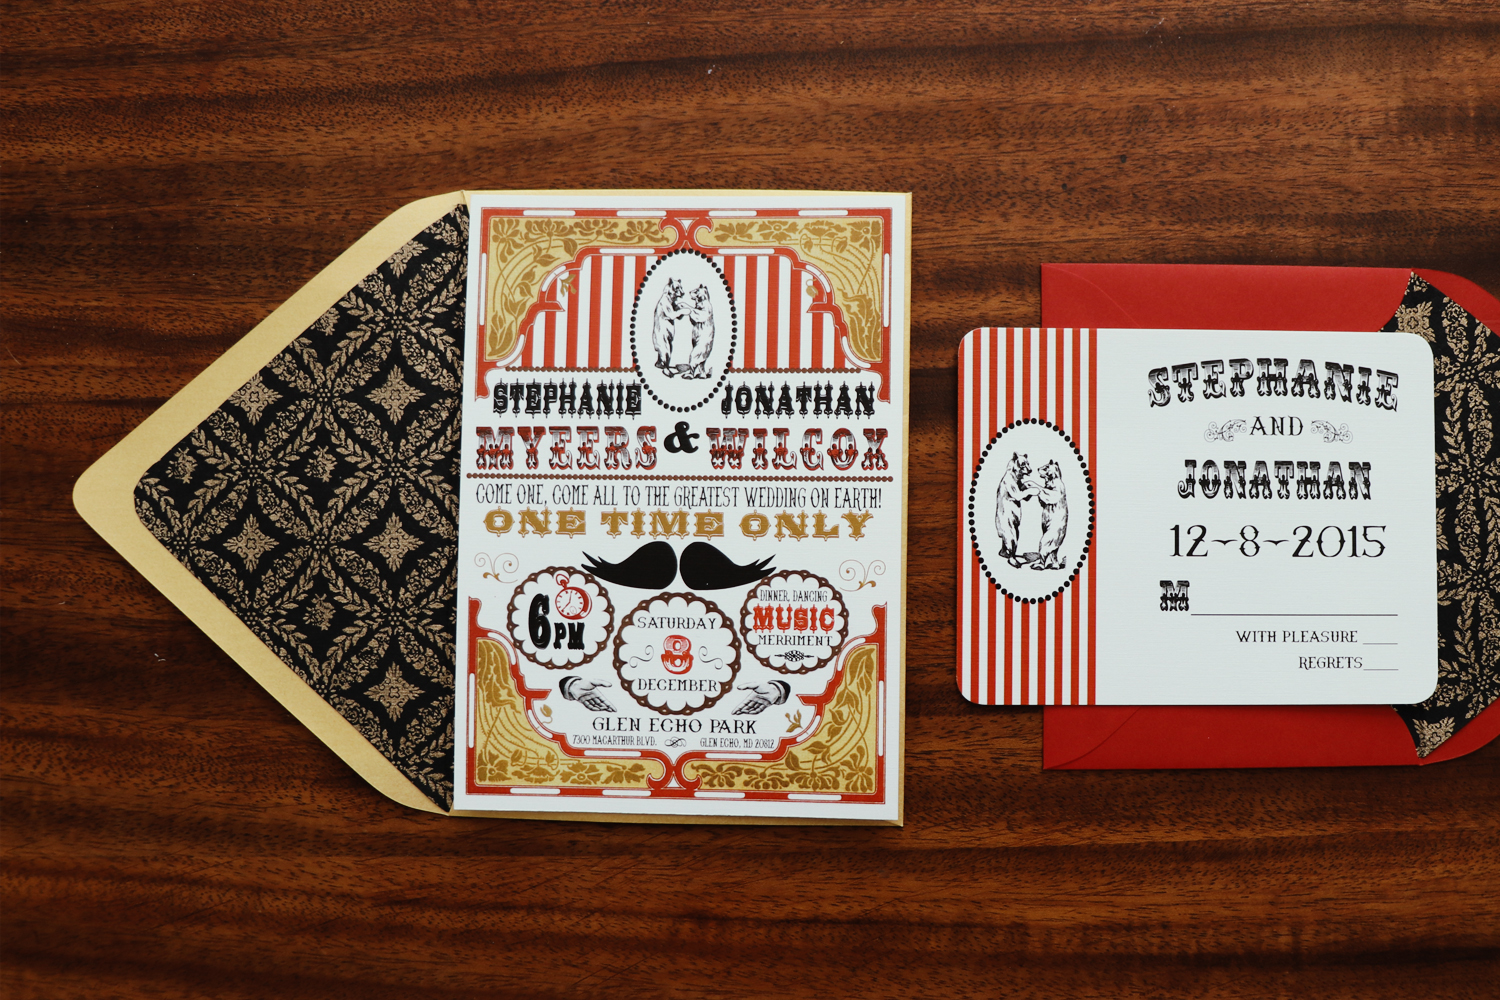 STEPHANIE JONATHAN
MYEERS & WILCOX
COME ONE, COME ALL TO THE GREATEST WEDDING ON EARTH!
ONE TIME ONLY
6PM
SATURDAY
8
DECEMBER
DINNER, DANCING
MUSIC
MERRIMENT
GLEN ECHO PARK
7300 MACARTHUR BLVD. GLEN ECHO, MD 20812
STEPHANIE
AND
JONATHAN
12-8-2015
M
WITH PLEASURE
REGRETS